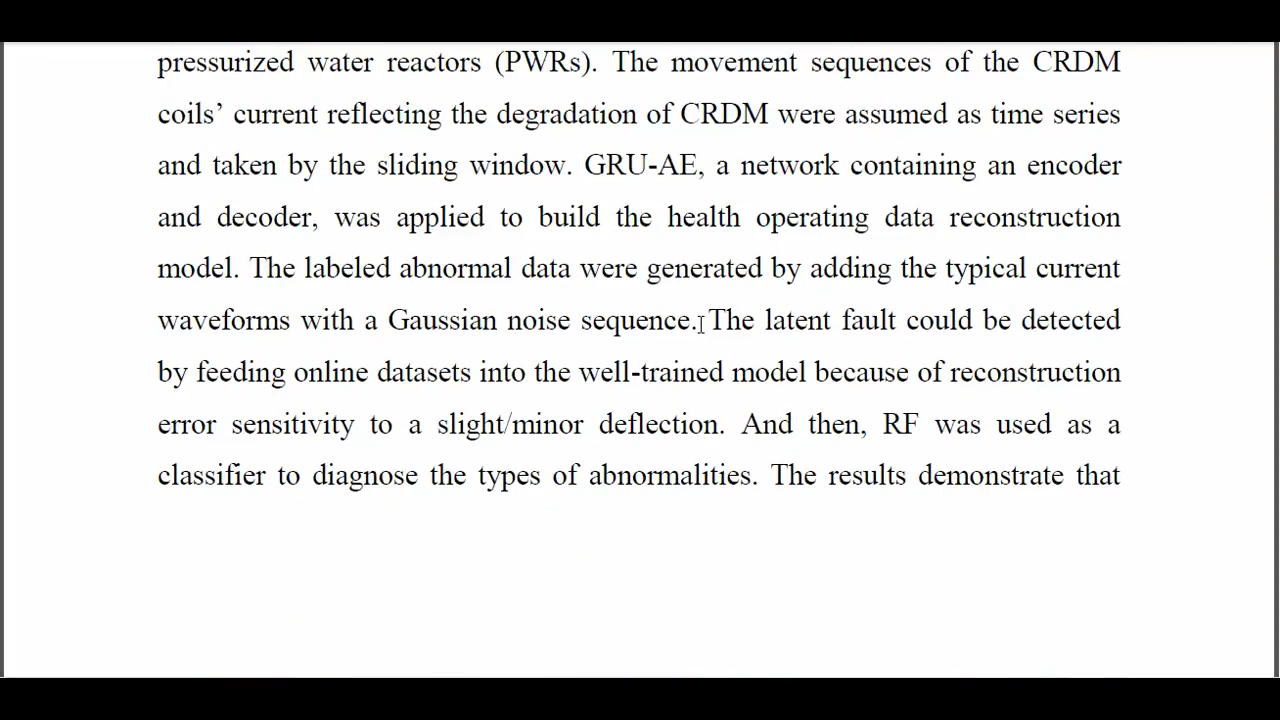 pressurized water reactors (PWRs). The movement sequences of the CRDM
coils’ current reflecting the degradation of CRDM were assumed as time series
and taken by the sliding window. GRU-AE, a network containing an encoder
and decoder, was applied to build the health operating data reconstruction
model. The labeled abnormal data were generated by adding the typical current
waveforms with a Gaussian noise sequence. The latent fault could be detected
by feeding online datasets into the well-trained model because of reconstruction
error sensitivity to a slight/minor deflection. And then, RF was used as a
classifier to diagnose the types of abnormalities. The results demonstrate that